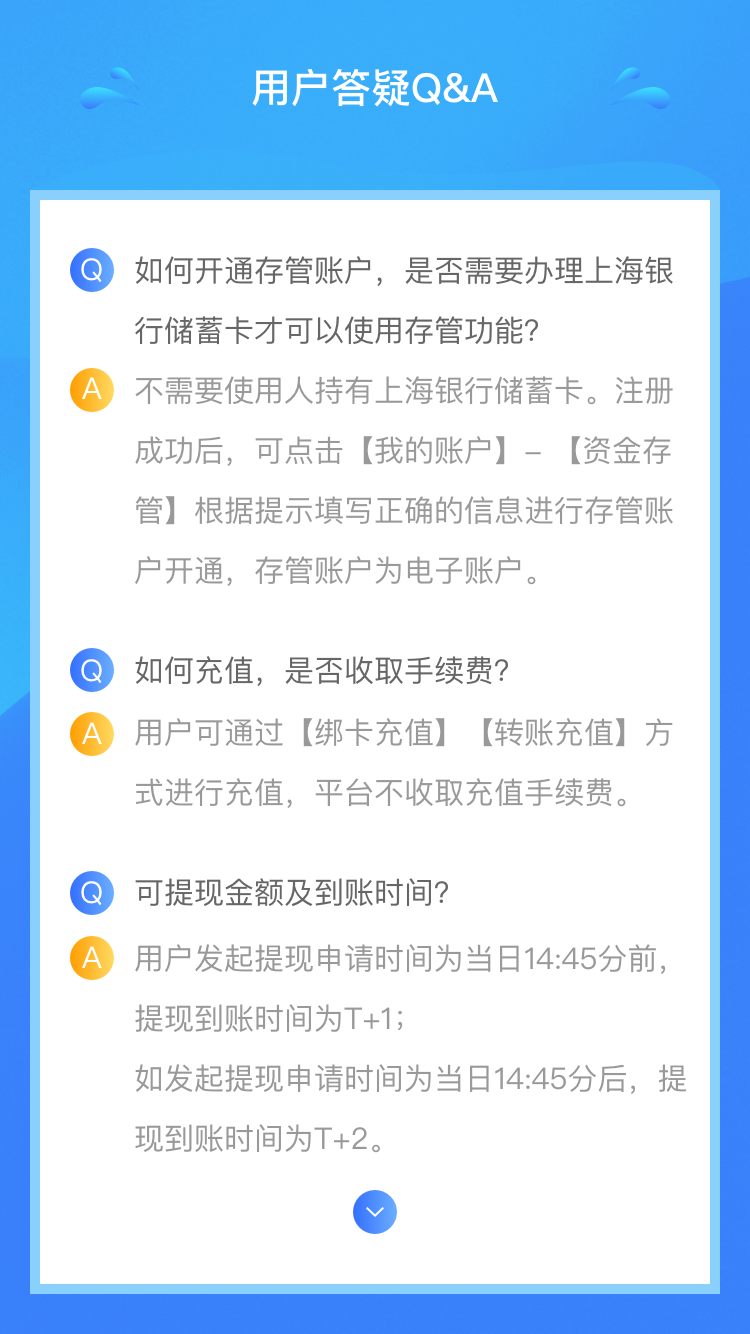 用户答疑Q&A
Q 如何开通存管账户，是否需要办理上海银
行储蓄卡才可以使用存管功能？
A 不需要使用人持有上海银行储蓄卡。注册
成功后，可点击【我的账户】– 【资金存
管】根据提示填写正确的信息进行存管账
户开通，存管账户为电子账户。
Q 如何充值，是否收取手续费？
A 用户可通过【绑卡充值】【转账充值】方
式进行充值，平台不收取充值手续费。
Q 可提现金额及到账时间？
A 用户发起提现申请时间为当日14:45分前，
提现到账时间为T+1；
如发起提现申请时间为当日14:45分后，提
现到账时间为T+2。